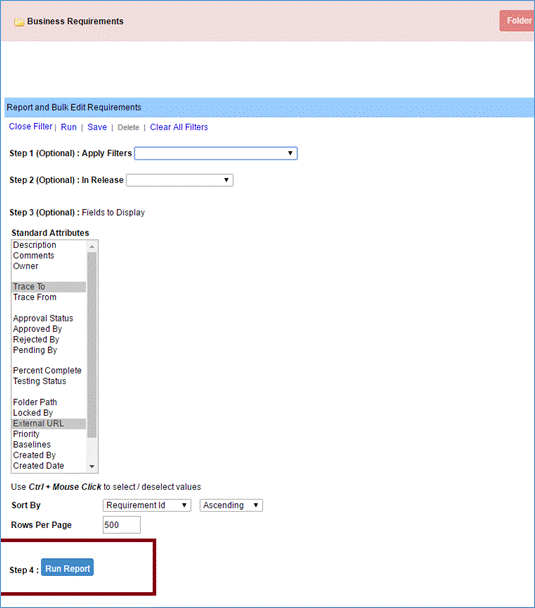 Business Requirements
Folder
Report and Bulk Edit Requirements
Close Filter | Run | Save | Delete | Clear All Filters
Step 1 (Optional) : Apply Filters
Step 2 (Optional) : In Release
Step 3 (Optional) : Fields to Display
Standard Attributes
Description
Comments
Owner
Trace To
Trace From
Approval Status
Approved By
Rejected By
Pending By
Percent Complete
Testing Status
Folder Path
Locked By
External URL
Priority
Baselines
Created By
Created Date
Use Ctrl + Mouse Click to select / deselect values
Sort By Requirement Id Ascending
Rows Per Page 500
Step 4 : Run Report